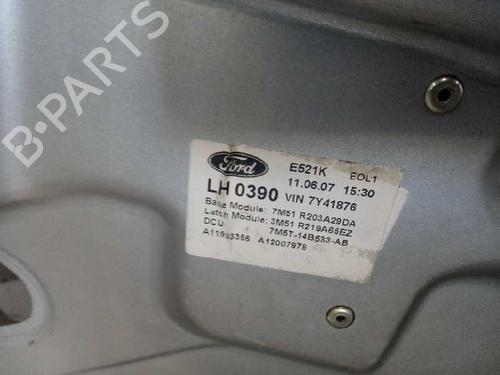 B-PARTS
Ford
E521K EOL1
11.06.07 15:30
LH 0390 VIN 7Y41876
Base Module: 7M51 R203A29DA
Latch Module: 3M51 R219A65EZ
DCU 7M5T-14B533-AB
A11993356 A12007978